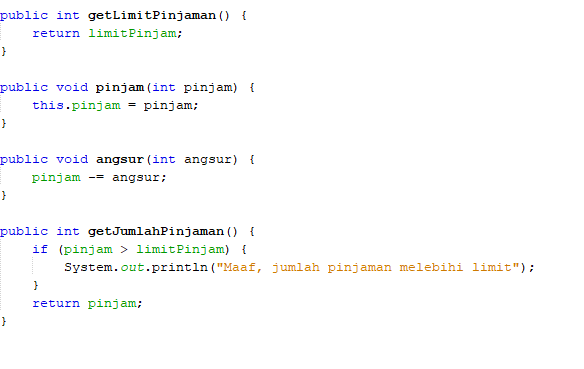 public int getLimitPinjaman() {
    return limitPinjam;
}

public void pinjam(int pinjam) {
    this.pinjam = pinjam;
}

public void angsur(int angsur) {
    pinjam -= angsur;
}

public int getJumlahPinjaman() {
    if (pinjam > limitPinjam) {
        System.out.println("Maaf, jumlah pinjaman melebihi limit");
    }
    return pinjam;
}